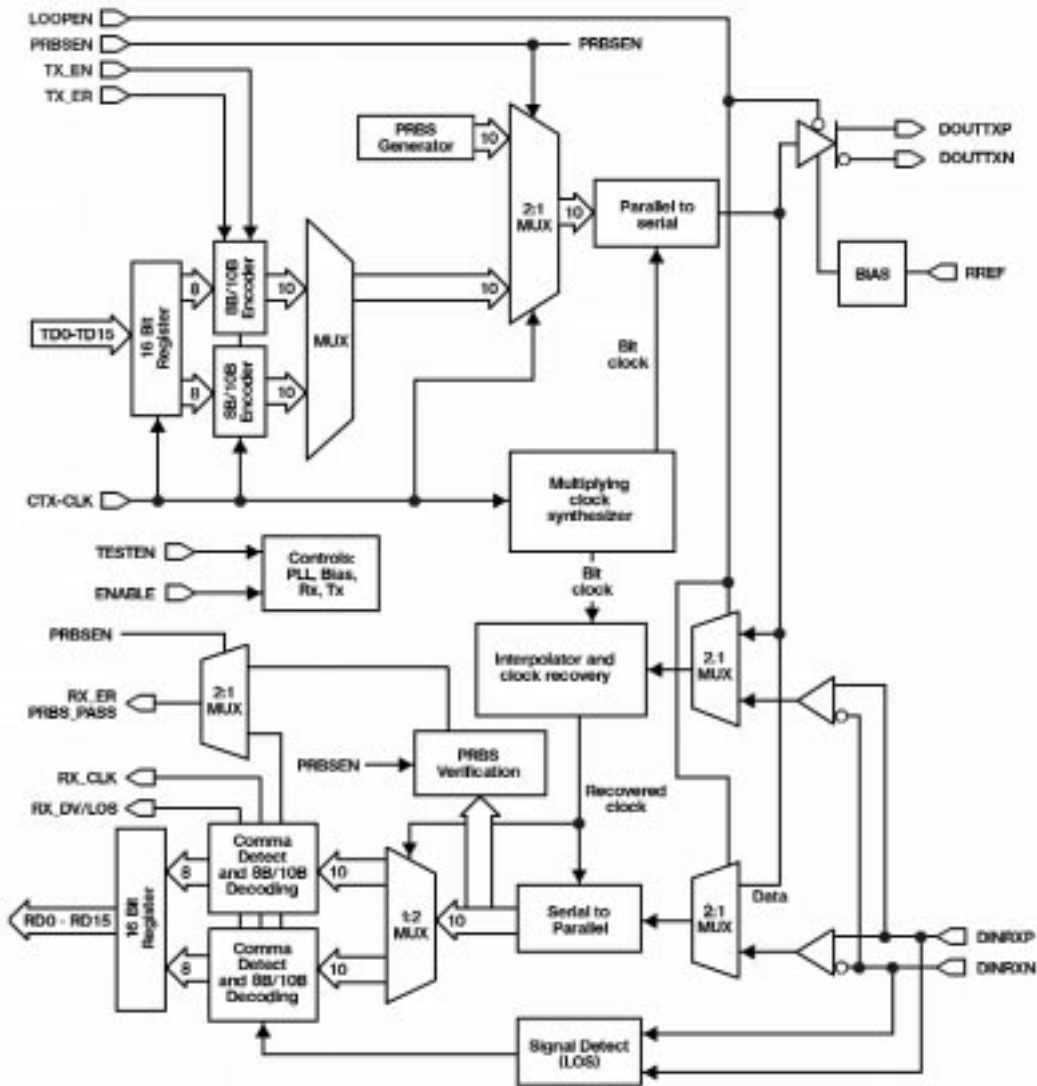 LOOPEN
PRBSEN
PRBSEN
TX_EN
TX_ER
PRBS
Generator
10
2:1
MUX
10
Parallel to
serial
DOUTTXP
DOUTTXN
BIAS
RREF
TD0-TD15
16 Bit
Register
8
8B/10B
Encoder
10
MUX
10
8
8B/10B
Encoder
10
Bit
clock
CTX-CLK
Multiplying
clock
synthesizer
TESTEN
ENABLE
Controls:
PLL, Bias,
Rx, Tx
Bit
clock
PRBSEN
2:1
MUX
RX_ER
PRBS_PASS
Interpolator and
clock recovery
2.1
MUX
PRBSEN
PRBS
Verification
RX_CLK
RX_DV/LOS
Recovered
clock
Comma
Detect
and 8B/10B
Decoding
8
10
RD0 - RD15
16 Bit
Register
1:2
MUX
10
Serial to
Parallel
2:1
MUX
Data
DINRXP
DINRXN
Comma
Detect
and 8B/10B
Decoding
8
10
Signal Detect
(LOS)